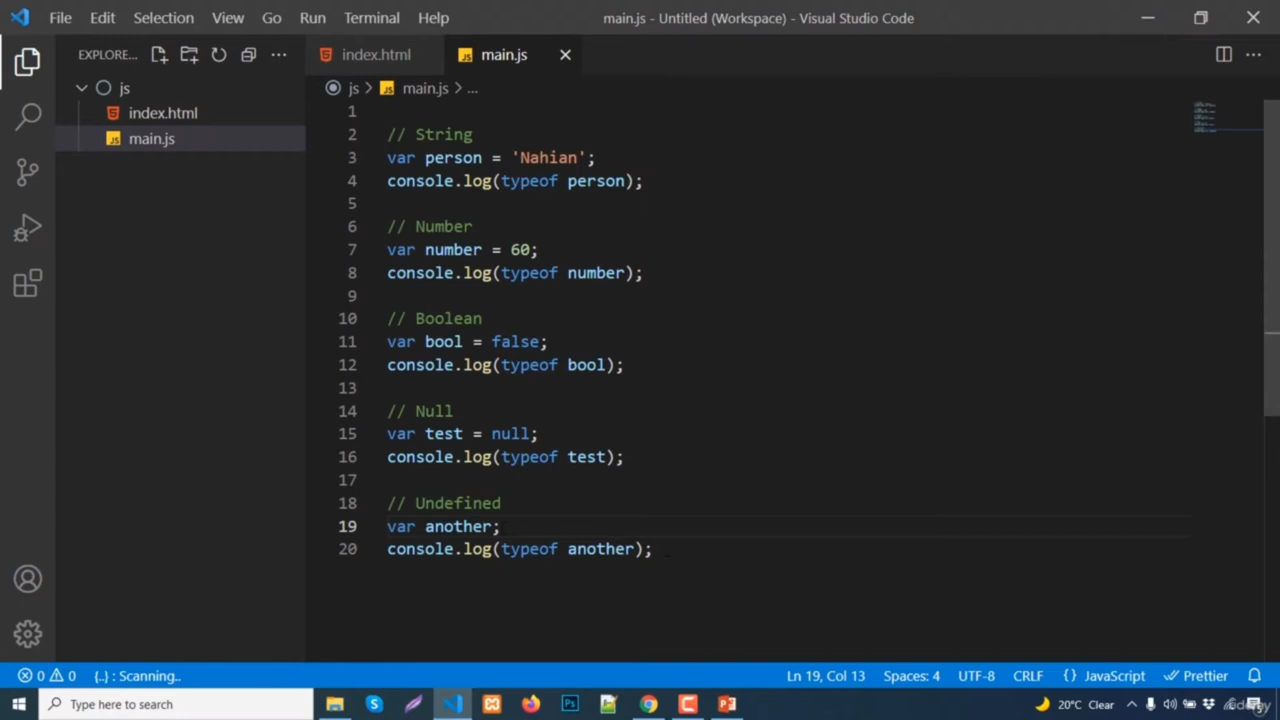 File Edit Selection View Go Run Terminal Help main.js - Untitled (Workspace) - Visual Studio Code
EXPLORE... ... index.html JS main.js ...
js js > JS main.js > ...
index.html
JS main.js
1
2 // String
3 var person = 'Nahian';
4 console.log(typeof person);
5
6 // Number
7 var number = 60;
8 console.log(typeof number);
9
10 // Boolean
11 var bool = false;
12 console.log(typeof bool);
13
14 // Null
15 var test = null;
16 console.log(typeof test);
17
18 // Undefined
19 var another;
20 console.log(typeof another);
0 0 {..} : Scanning.. Ln 19, Col 13 Spaces: 4 UTF-8 CRLF {} JavaScript Prettier
Type here to search S Ps 20°C Clear